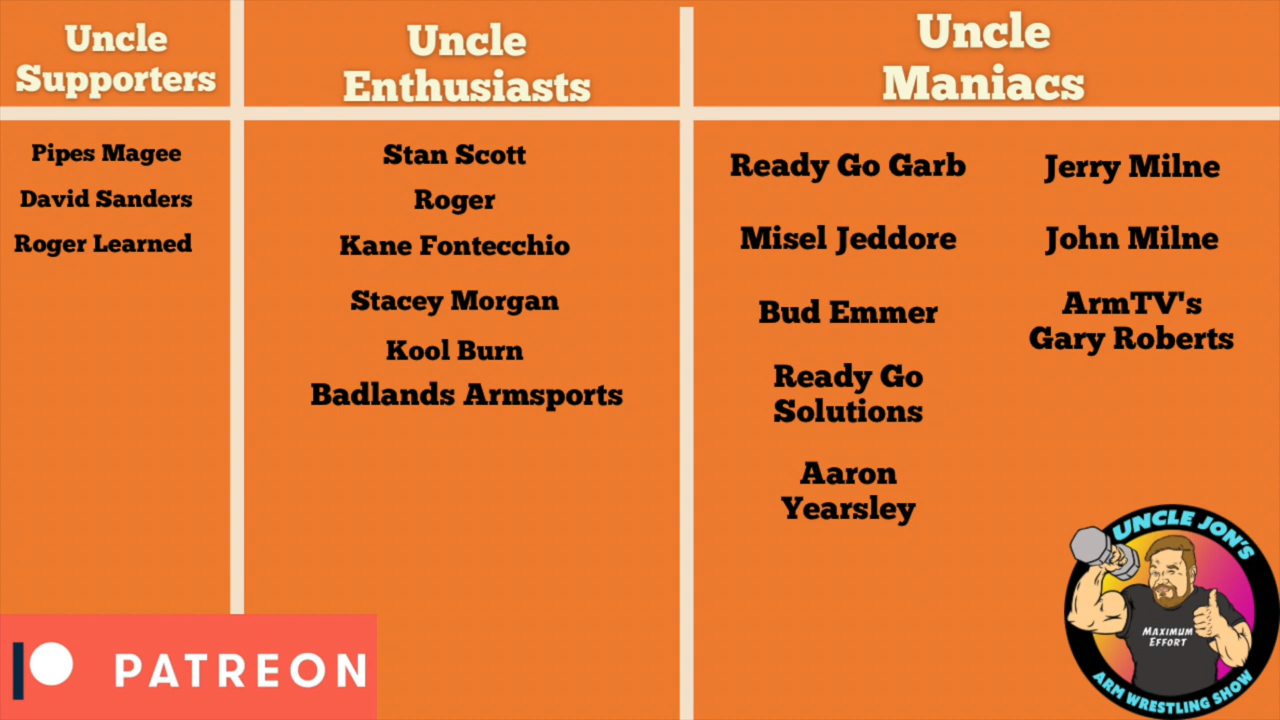 Uncle
Supporters
Pipes Magee
David Sanders
Roger Learned
Uncle
Enthusiasts
Stan Scott
Roger
Kane Fontecchio
Stacey Morgan
Kool Burn
Badlands Armsports
Uncle
Maniacs
Ready Go Garb
Misel Jeddore
Bud Emmer
Ready Go
Solutions
Aaron
Yearsley
Jerry Milne
John Milne
ArmTV's
Gary Roberts
PATREON
UNCLE JON'S
MAXIMUM
EFFORT
ARM WRESTLING SHOW